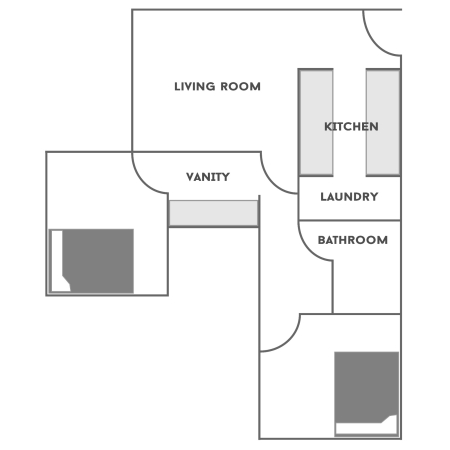 LIVING ROOM
KITCHEN
VANITY
LAUNDRY
BATHROOM